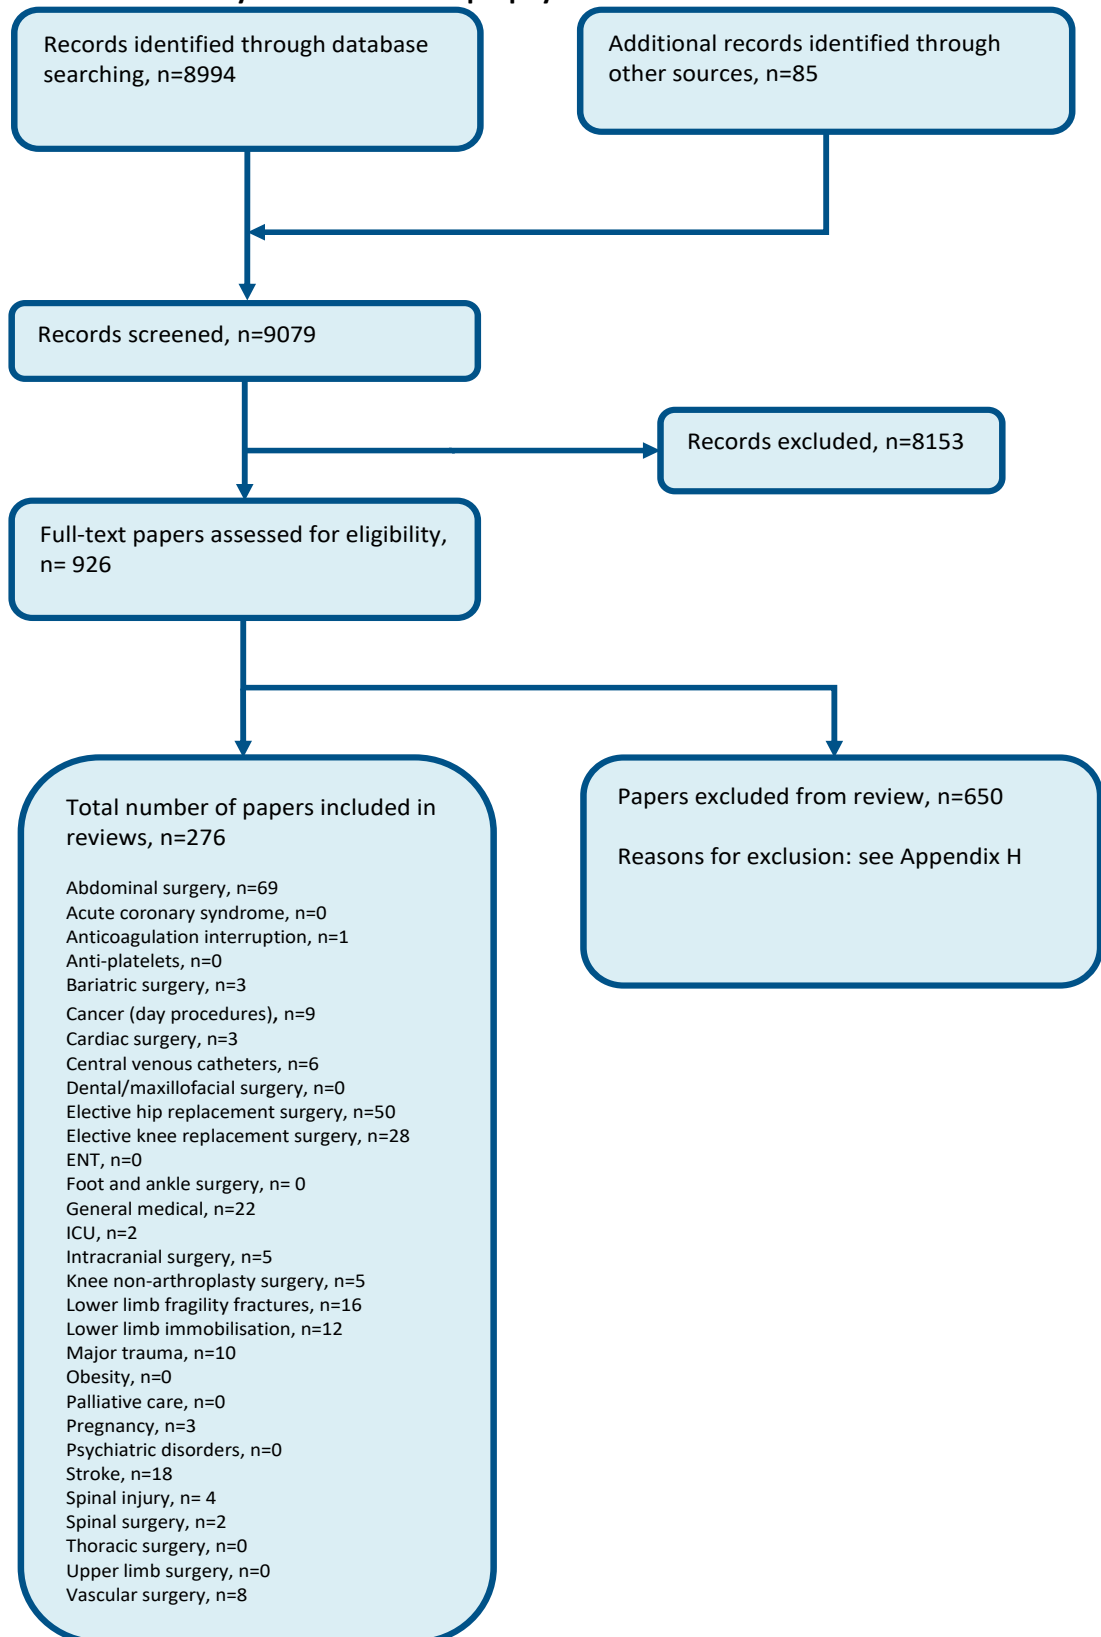 Records identified through database
searching, n=8994
Additional records identified through
other sources, n=85
Records screened, n=9079
Records excluded, n=8153
Full-text papers assessed for eligibility,
n= 926
Total number of papers included in
reviews, n=276
Abdominal surgery, n=69
Acute coronary syndrome, n=0
Anticoagulation interruption, n=1
Anti-platelets, n=0
Bariatric surgery, n=3
Cancer (day procedures), n=9
Cardiac surgery, n=3
Central venous catheters, n=6
Dental/maxillofacial surgery, n=0
Elective hip replacement surgery, n=50
Elective knee replacement surgery, n=28
ENT, n=0
Foot and ankle surgery, n= 0
General medical, n=22
ICU, n=2
Intracranial surgery, n=5
Knee non-arthroplasty surgery, n=5
Lower limb fragility fractures, n=16
Lower limb immobilisation, n=12
Major trauma, n=10
Obesity, n=0
Palliative care, n=0
Pregnancy, n=3
Psychiatric disorders, n=0
Stroke, n=18
Spinal injury, n= 4
Spinal surgery, n=2
Thoracic surgery, n=0
Upper limb surgery, n=0
Vascular surgery, n=8
Papers excluded from review, n=650
Reasons for exclusion: see Appendix H